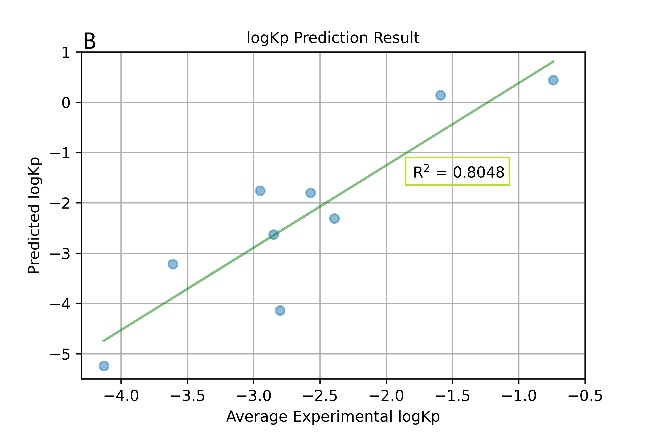 B
logKp Prediction Result
1
0
−1
−2
−3
−4
−5
Predicted logKp
R² = 0.8048
−4.0 −3.5 −3.0 −2.5 −2.0 −1.5 −1.0 −0.5
Average Experimental logKp